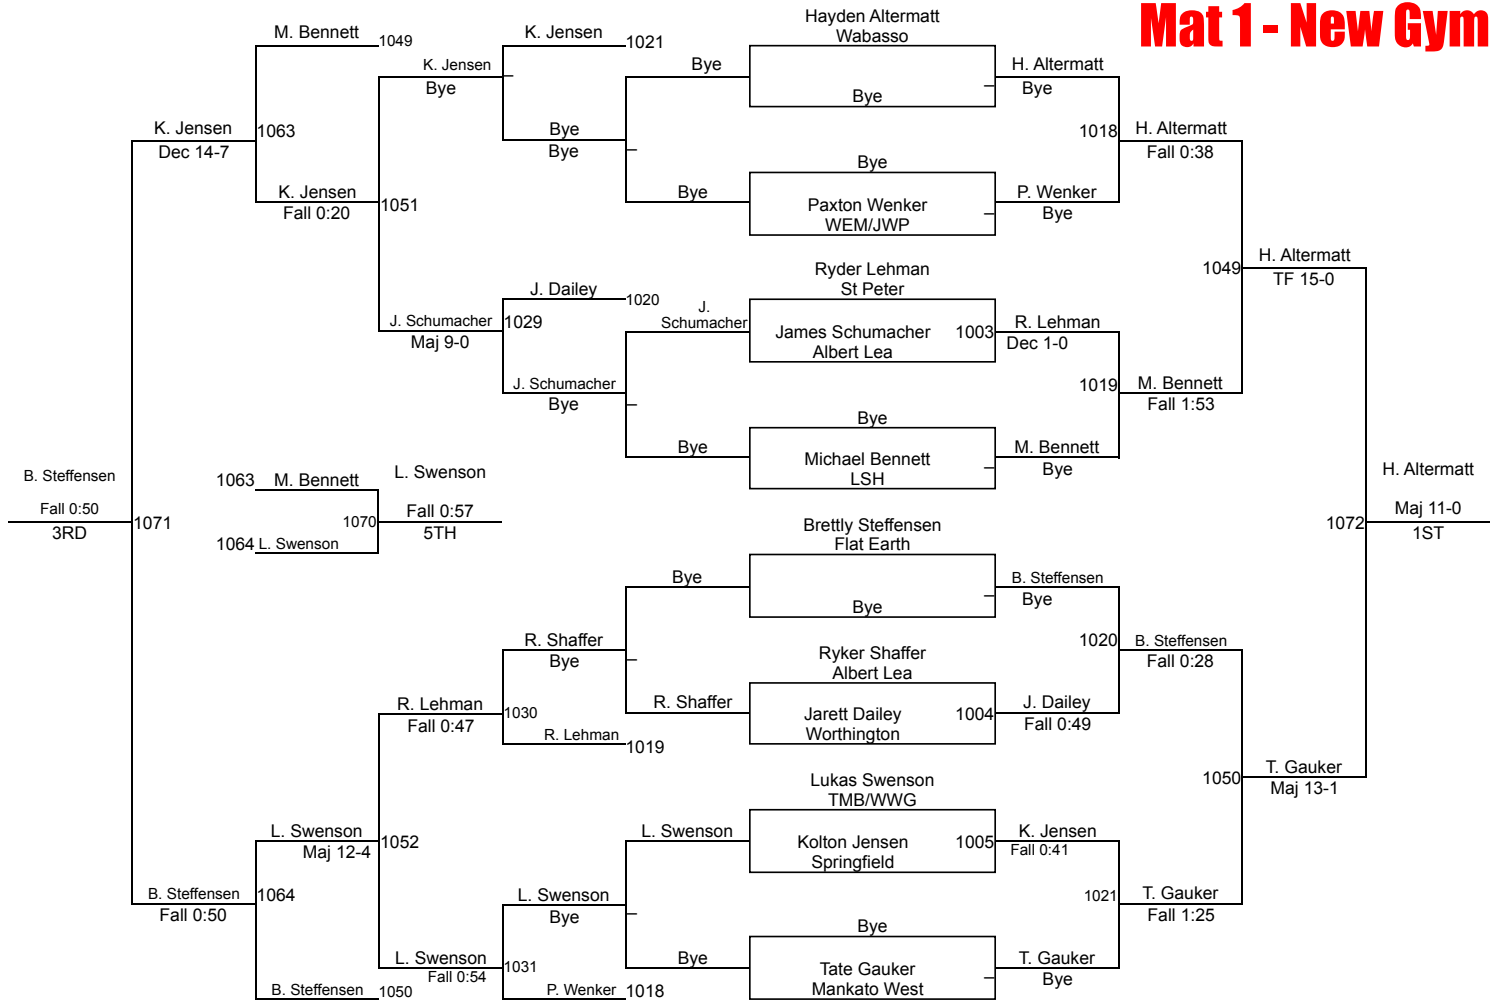 Mat 1 - New Gym
Hayden Altermatt
Wabasso
M. Bennett
1049
K. Jensen
1021
K. Jensen
Bye
Bye
Bye
H. Altermatt
Bye
K. Jensen
Dec 14-7
1063
Bye
Bye
1018
H. Altermatt
Fall 0:38
Bye
K. Jensen
Fall 0:20
1051
Bye
Paxton Wenker
WEM/JWP
P. Wenker
Bye
Ryder Lehman
St Peter
1049
H. Altermatt
TF 15-0
J. Dailey
1020
J. Schumacher
Maj 9-0
1029
J.
Schumacher
James Schumacher
Albert Lea
1003
R. Lehman
Dec 1-0
J. Schumacher
Bye
1019
M. Bennett
Fall 1:53
Bye
Bye
Michael Bennett
LSH
M. Bennett
Bye
B. Steffensen
Fall 0:50
3RD
1071
1063
M. Bennett
L. Swenson
1070
Fall 0:57
5TH
1064
L. Swenson
H. Altermatt
1072
Maj 11-0
1ST
Brettly Steffensen
Flat Earth
Bye
Bye
B. Steffensen
Bye
R. Shaffer
Bye
1020
B. Steffensen
Fall 0:28
Ryker Shaffer
Albert Lea
R. Lehman
Fall 0:47
1030
R. Shaffer
Jarett Dailey
Worthington
1004
J. Dailey
Fall 0:49
R. Lehman
1019
1050
T. Gauker
Maj 13-1
Lukas Swenson
TMB/WWG
L. Swenson
Maj 12-4
1052
L. Swenson
Kolton Jensen
Springfield
1005
K. Jensen
Fall 0:41
B. Steffensen
Fall 0:50
1064
L. Swenson
Bye
1021
T. Gauker
Fall 1:25
Bye
L. Swenson
Fall 0:54
1031
Bye
Tate Gauker
Mankato West
T. Gauker
Bye
B. Steffensen
1050
P. Wenker
1018